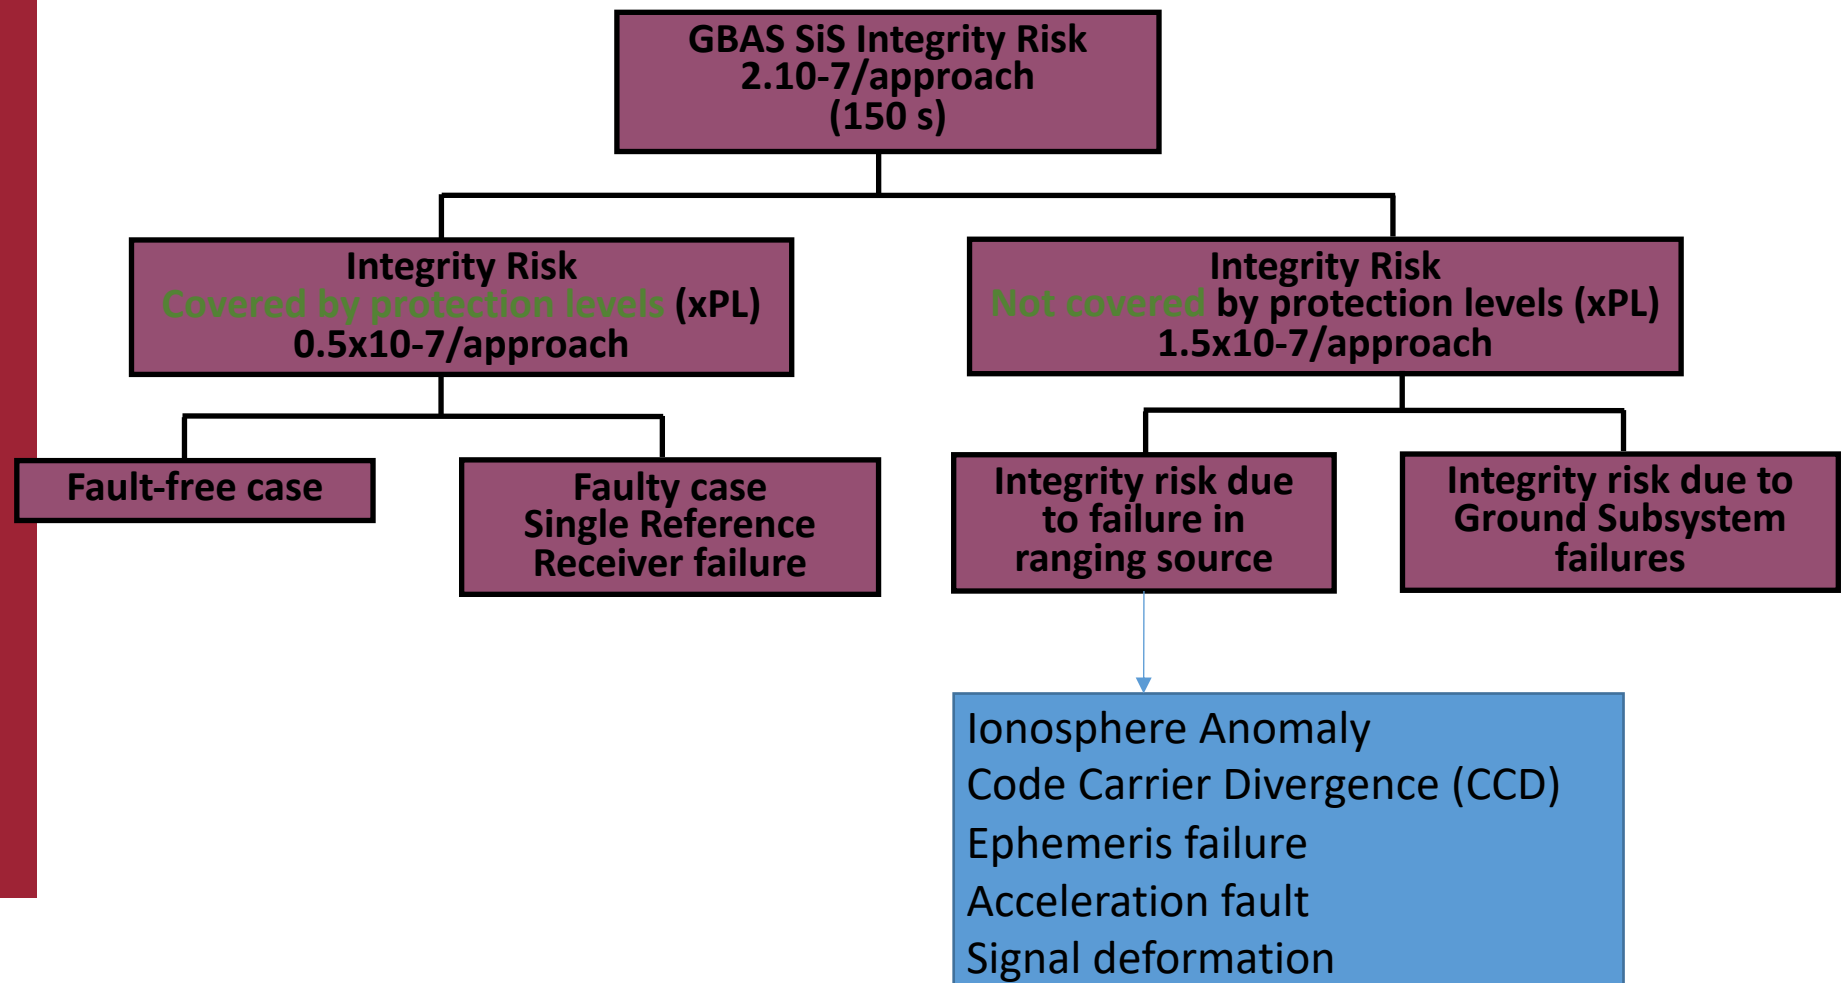 GBAS SiS Integrity Risk
2.10-7/approach
(150 s)
Integrity Risk
Covered by protection levels (xPL)
0.5x10-7/approach
Integrity Risk
Not covered by protection levels (xPL)
1.5x10-7/approach
Fault-free case
Faulty case
Single Reference
Receiver failure
Integrity risk due
to failure in
ranging source
Integrity risk due to
Ground Subsystem
failures
Ionosphere Anomaly
Code Carrier Divergence (CCD)
Ephemeris failure
Acceleration fault
Signal deformation